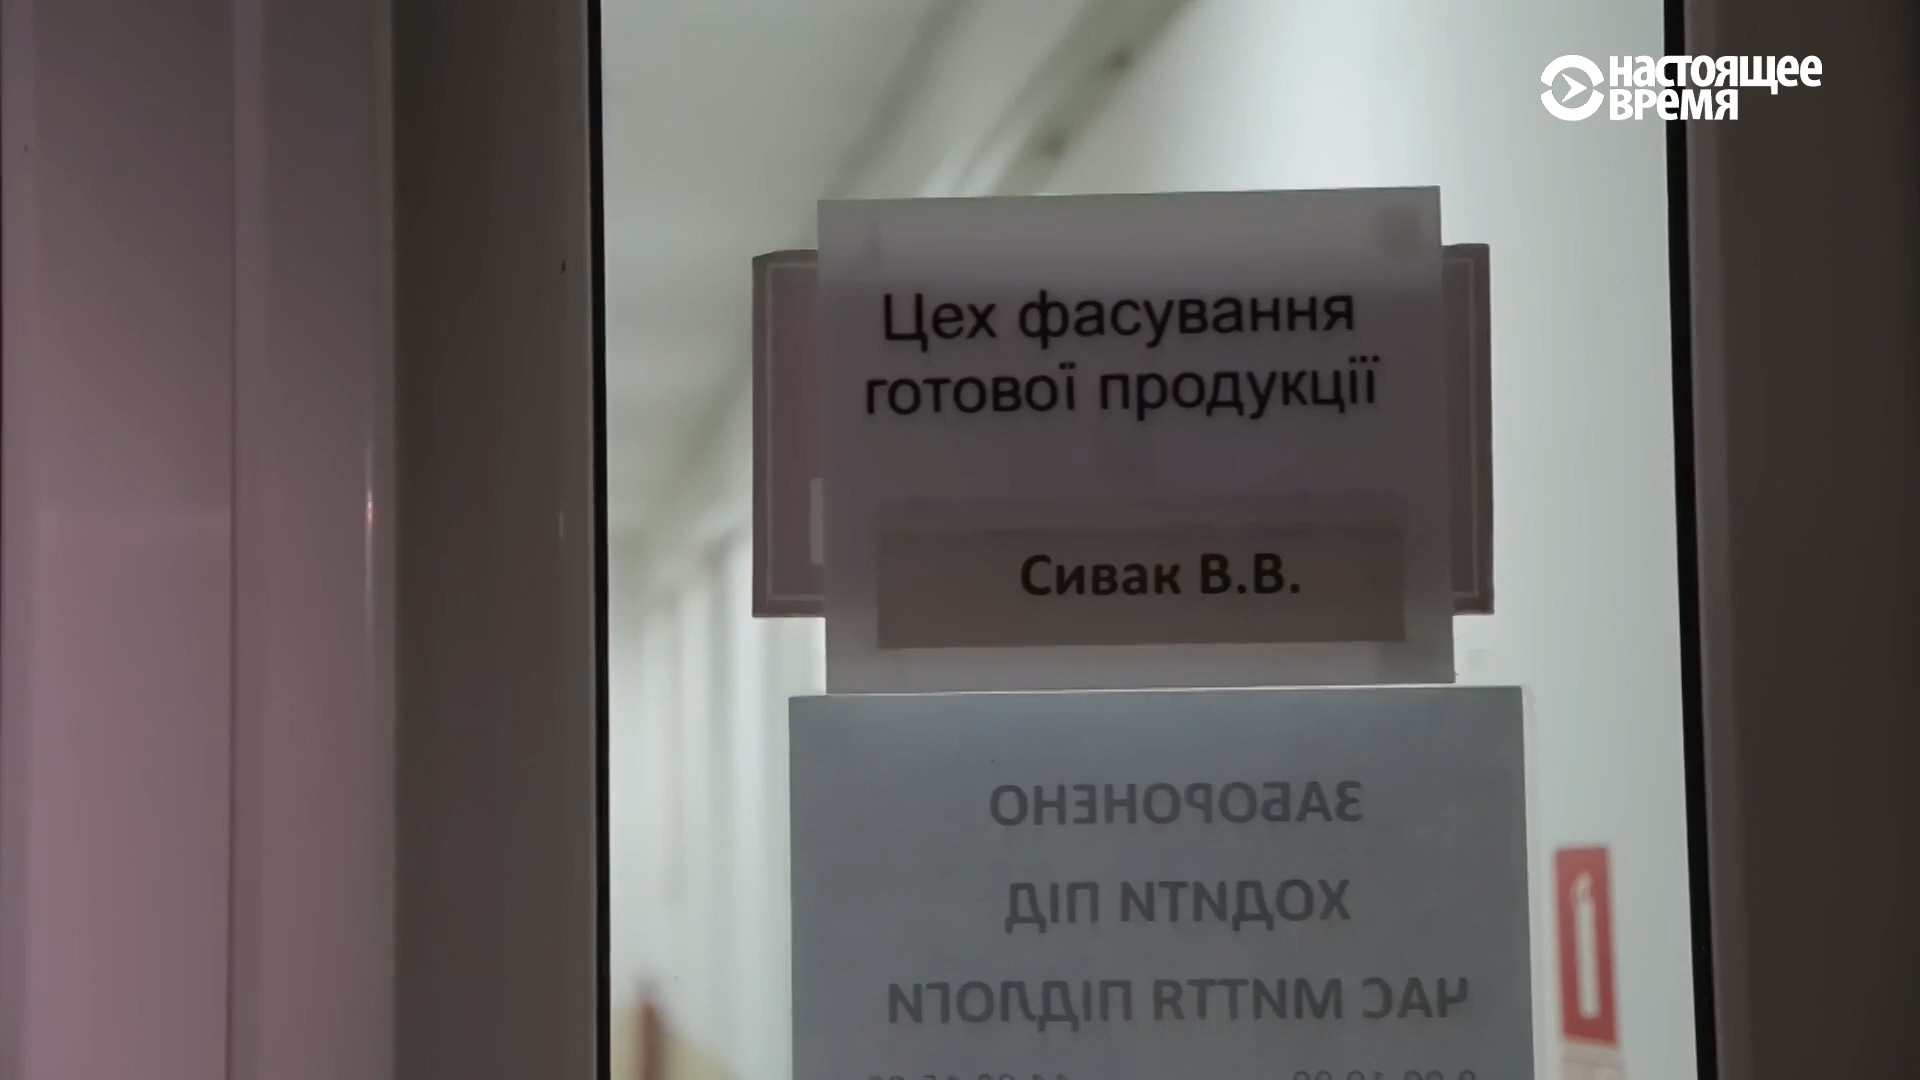 НАСТОЯЩЕЕ
ВРЕМЯ
Цех фасування
готової продукції
Сивак В.В.
ЗАБОРОНЕНО
ХОДИТИ ПІД
ЧАС МИТТЯ ПІДЛОГИ